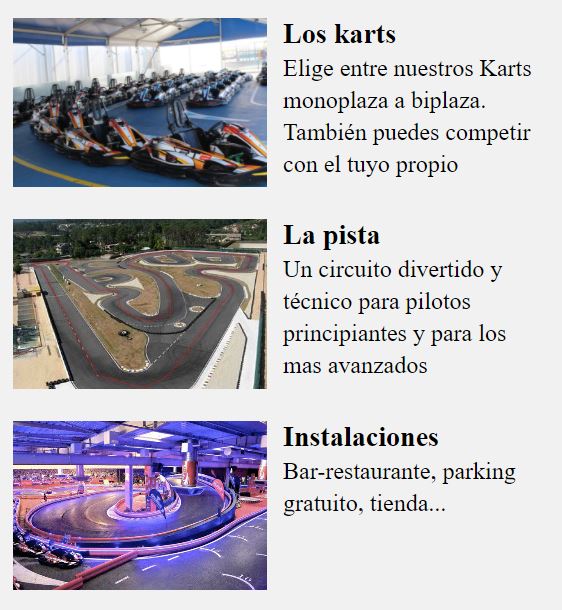 Los karts
Elige entre nuestros Karts
monoplaza a biplaza.
También puedes competir
con el tuyo propio
La pista
Un circuito divertido y
técnico para pilotos
principiantes y para los
mas avanzados
Instalaciones
Bar-restaurante, parking
gratuito, tienda...